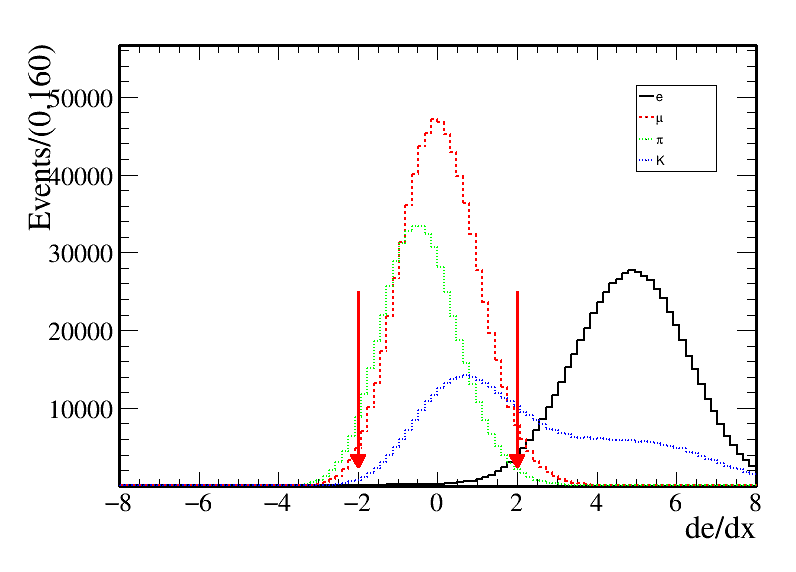 Events/(0,160)
50000
40000
30000
20000
10000
e
μ
π
K
−8 −6 −4 −2 0 2 4 6 8
de/dx